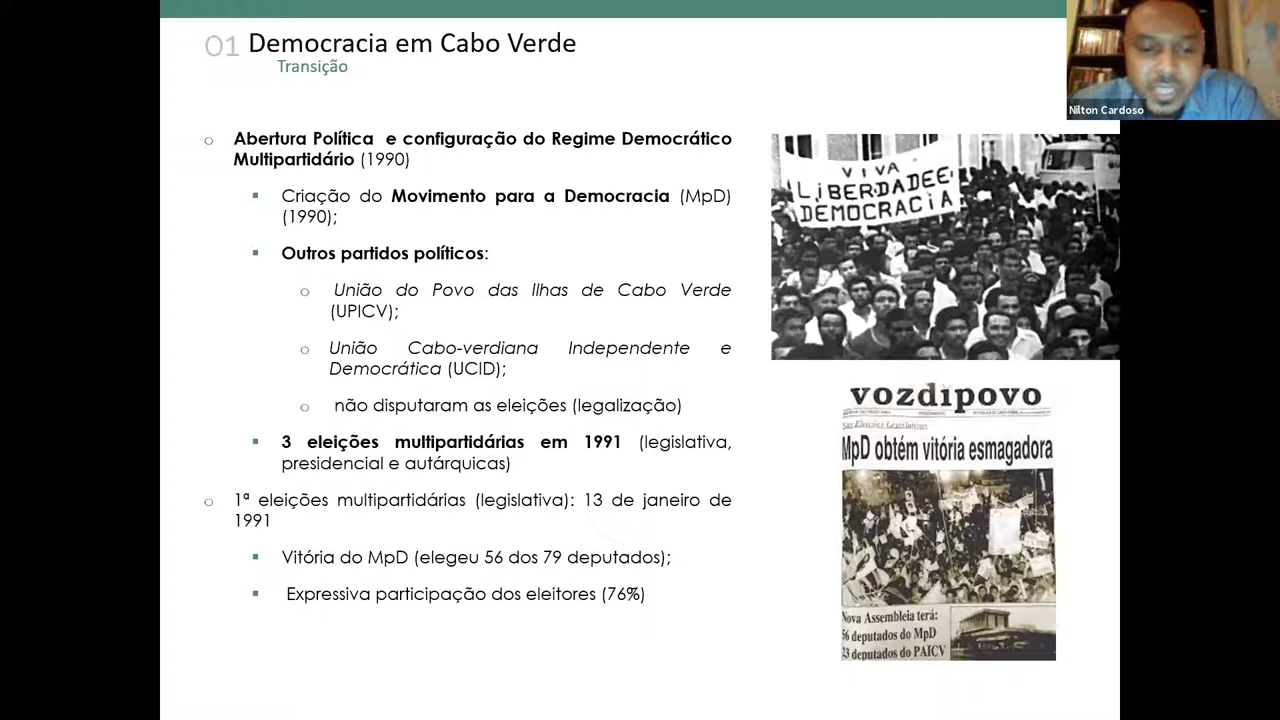 01 Democracia em Cabo Verde
Transição
Nilton Cardoso
Abertura Política e configuração do Regime Democrático
Multipartidário (1990)
Criação do Movimento para a Democracia (MpD)
(1990);
Outros partidos políticos:
União do Povo das Ilhas de Cabo Verde
(UPICV);
União Cabo-verdiana Independente e
Democrática (UCID);
não disputaram as eleições (legalização)
3 eleições multipartidárias em 1991 (legislativa,
presidencial e autárquicas)
1ª eleições multipartidárias (legislativa): 13 de janeiro de
1991
Vitória do MpD (elegeu 56 dos 79 deputados);
Expressiva participação dos eleitores (76%)
VIVA
LIBERDADE E
DEMOCRACIA
vozdipovo
Nas Eleições Legislativas
MpD obtém vitória esmagadora
Nova Assembleia terá:
56 deputados do MpD
23 deputados do PAICV